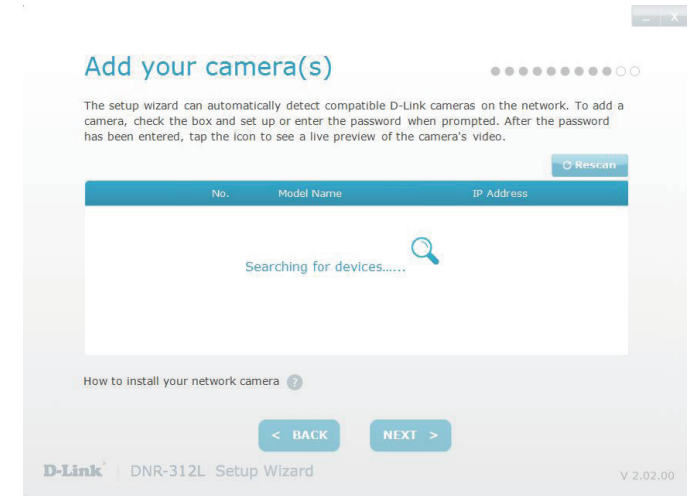 _ X
Add your camera(s)
The setup wizard can automatically detect compatible D-Link cameras on the network. To add a
camera, check the box and set up or enter the password when prompted. After the password
has been entered, tap the icon to see a live preview of the camera's video.
Rescan
No. Model Name IP Address
Searching for devices......
How to install your network camera ?
< BACK NEXT >
D-Link DNR-312L Setup Wizard V 2.02.00